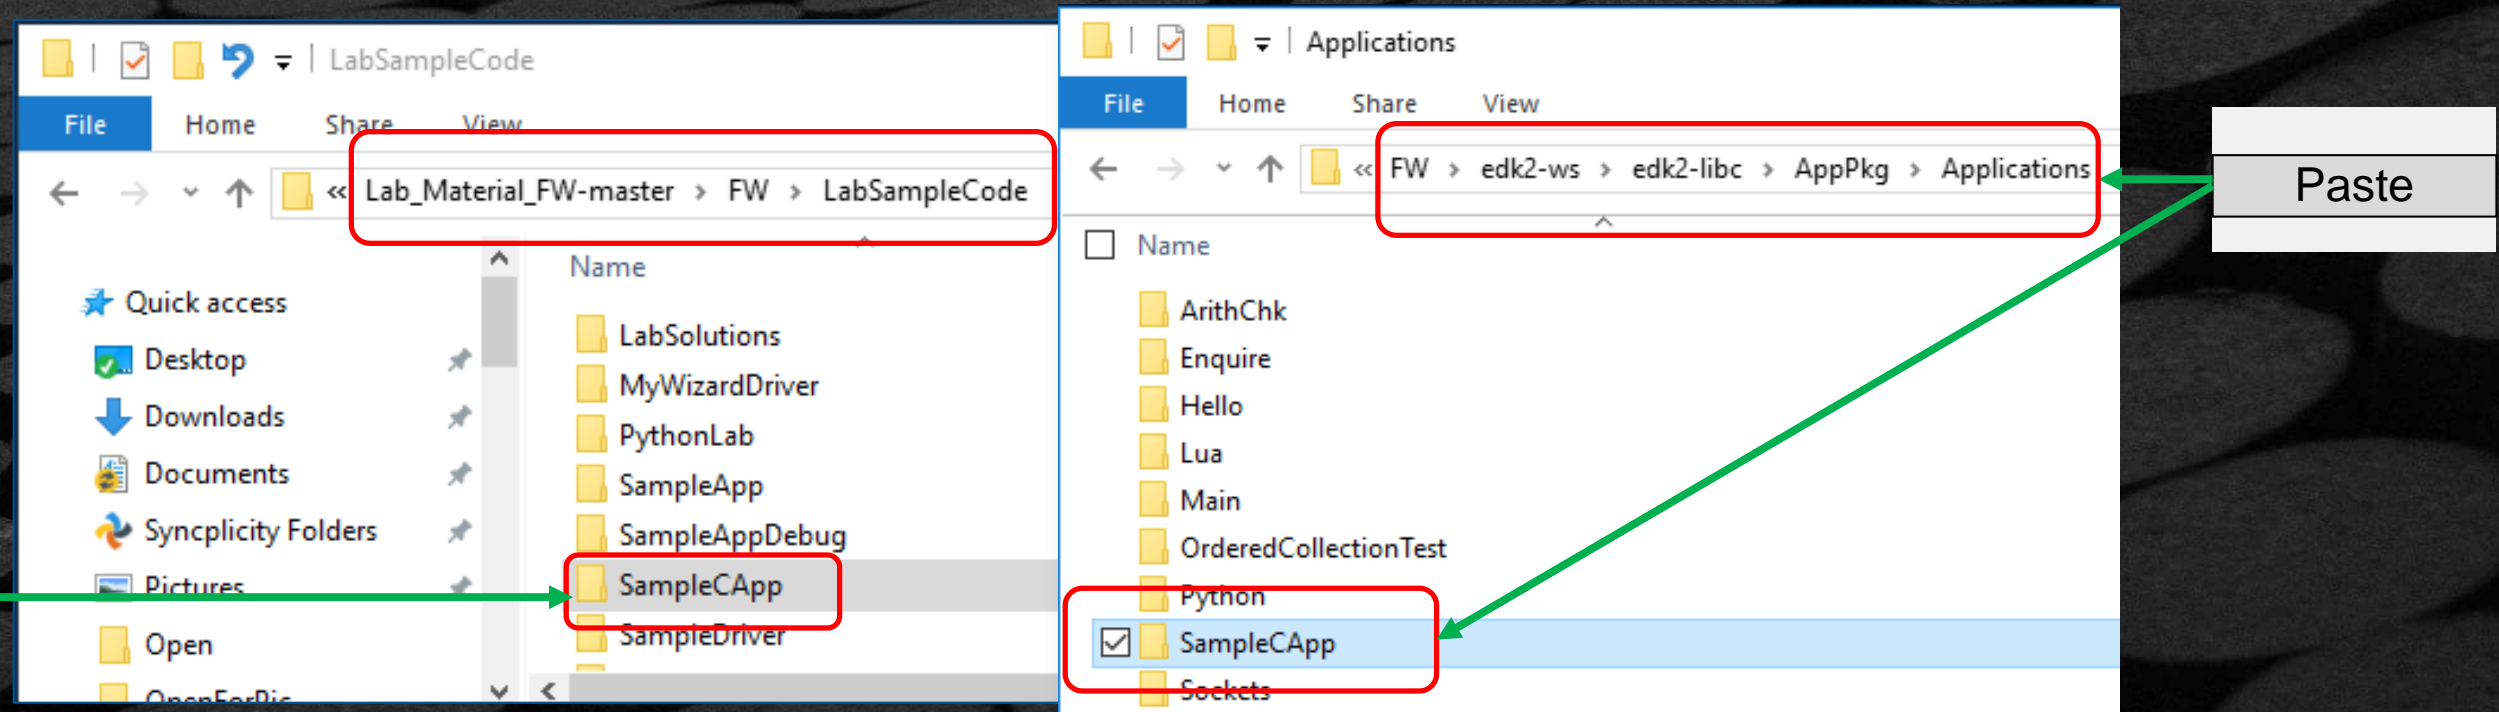 LabSampleCode
File Home Share View
« Lab_Material_FW-master > FW > LabSampleCode
Quick access
Desktop
Downloads
Documents
Syncplicity Folders
Pictures
Open
OpenForPic
Name
LabSolutions
MyWizardDriver
PythonLab
SampleApp
SampleAppDebug
SampleCApp
SampleDriver
Applications
File Home Share View
« FW > edk2-ws > edk2-libc > AppPkg > Applications
Name
ArithChk
Enquire
Hello
Lua
Main
OrderedCollectionTest
Python
SampleCApp
Sockets
Paste